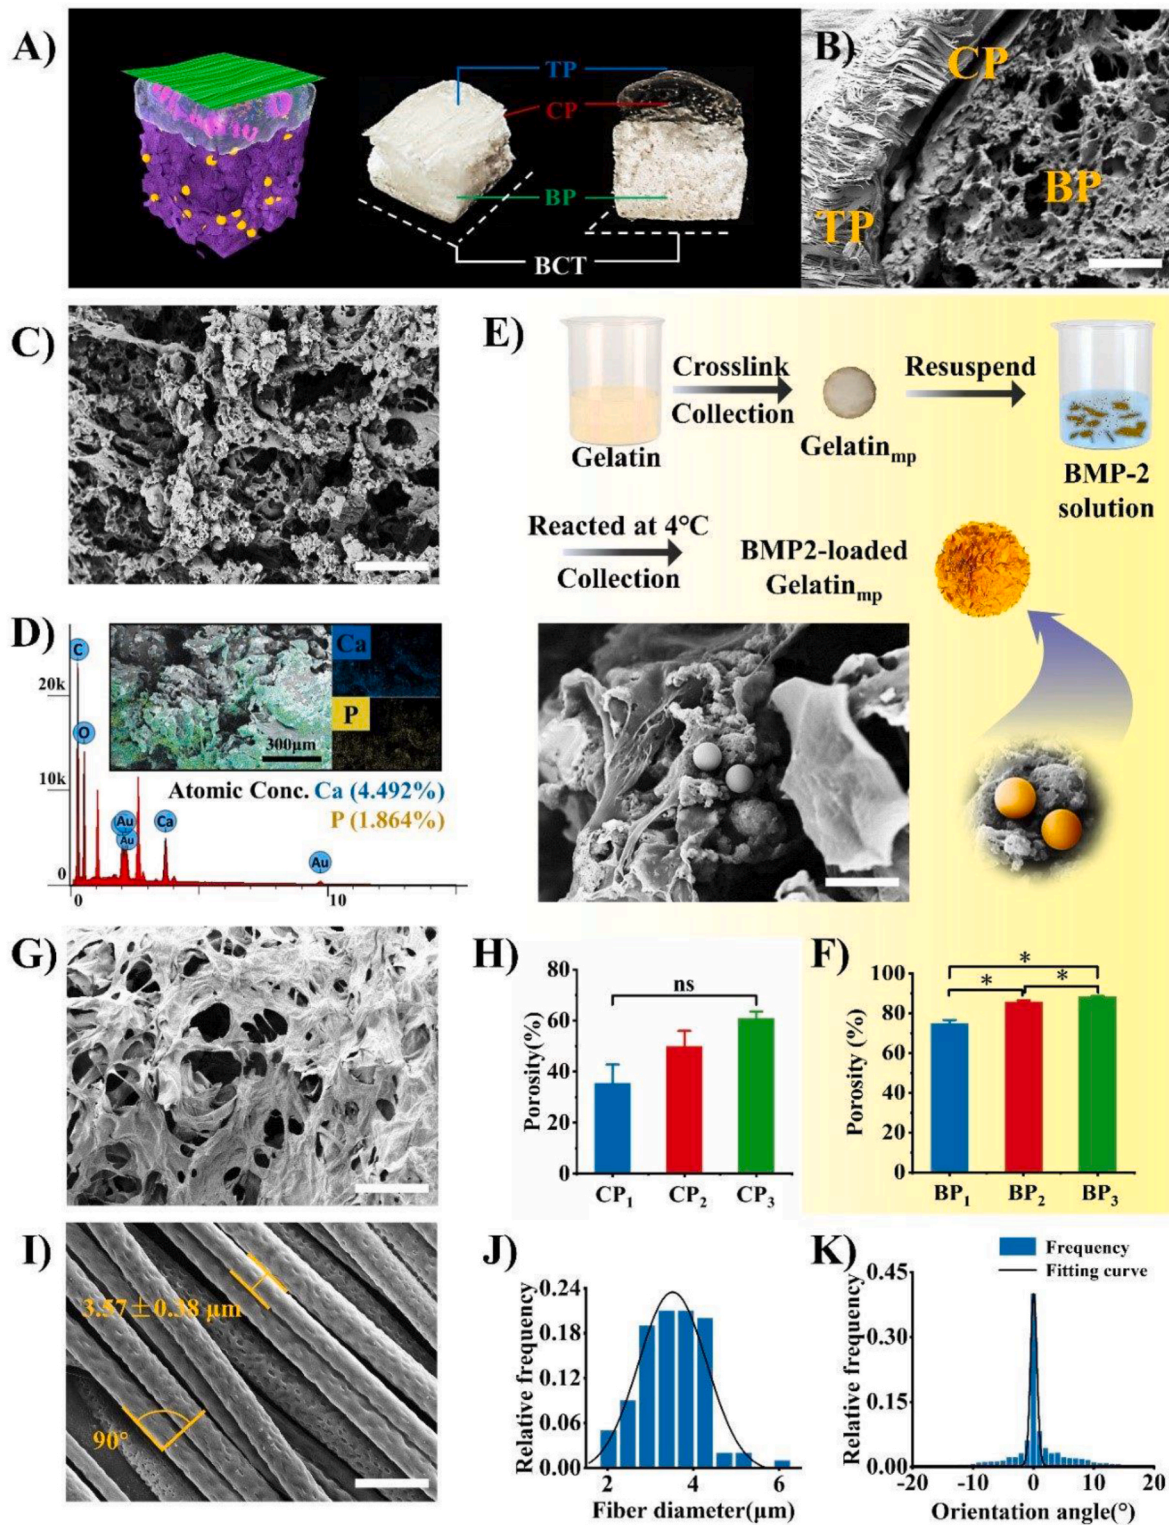 A)
TP
CP
BP
BCT
B)
CP
BP
TP
C)
E)
Crosslink
Collection
Resuspend
Gelatin
Gelatinmp
BMP-2
solution
Reacted at 4°C
Collection
BMP2-loaded
Gelatinmp
D)
C
O
Au
Au
Ca
Au
20k
10k
0
0
10
Ca
P
300μm
Atomic Conc. Ca (4.492%)
P (1.864%)
G)
H)
Porosity(%)
80
60
40
20
0
ns
CP1
CP2
CP3
F)
Porosity (%)
100
80
60
40
20
0
*
*
*
BP1
BP2
BP3
I)
3.57±0.38 μm
90°
J)
Relative frequency
0.24
0.18
0.12
0.06
0.00
2
4
6
Fiber diameter(μm)
K)
Frequency
Fitting curve
Relative frequency
0.45
0.30
0.15
0.00
-20
-10
0
10
20
Orientation angle(°)